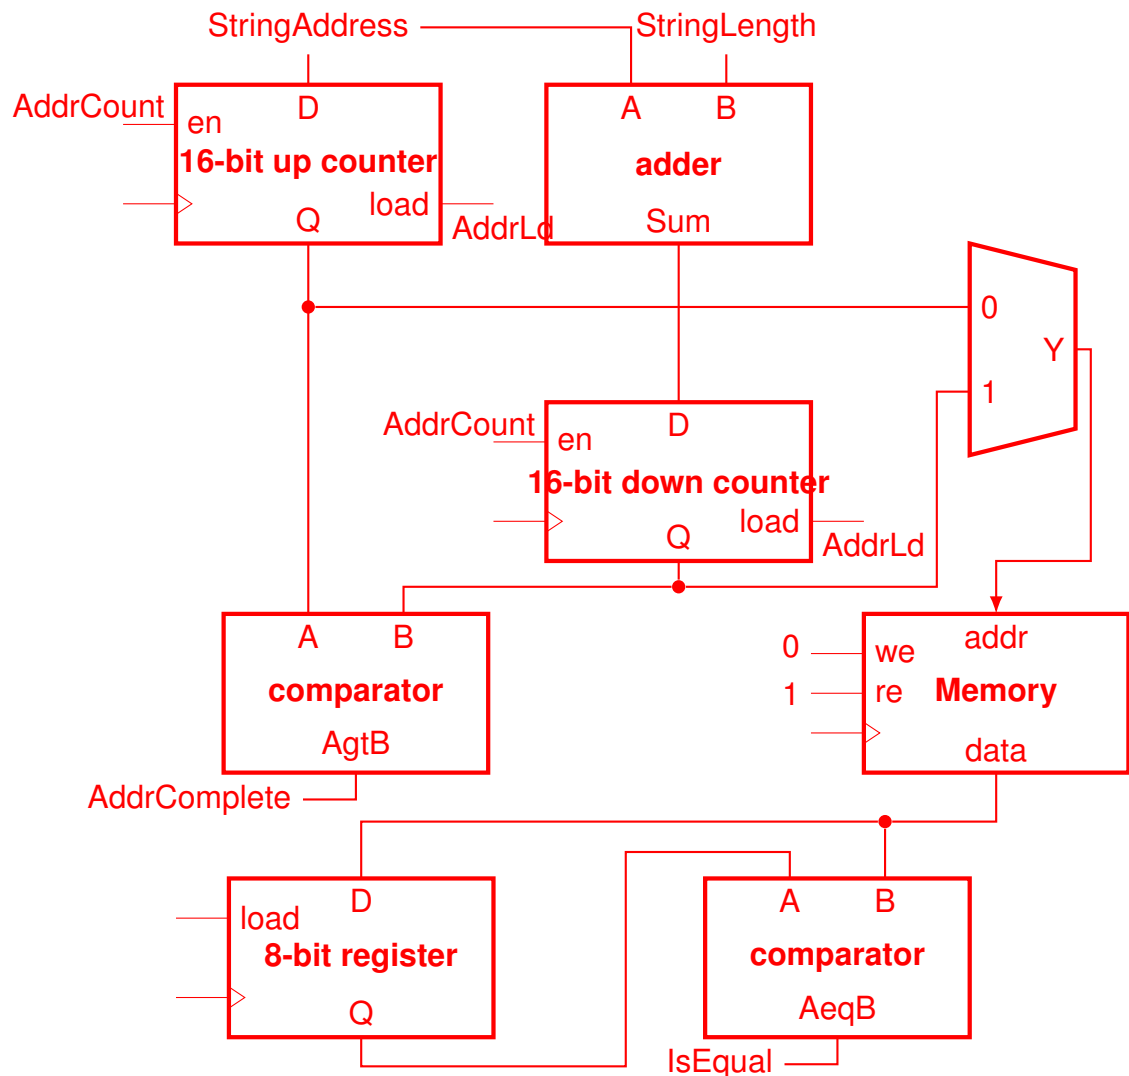 StringAddress StringLength
AddrCount
D A B
en
16-bit up counter adder
load
Q Sum
AddrLd
0
Y
1
AddrCount
D
en
16-bit down counter
load
Q
AddrLd
A B addr
0 we
comparator 1 re Memory
AgtB data
AddrComplete
D A B
load
8-bit register comparator
Q AeqB
IsEqual